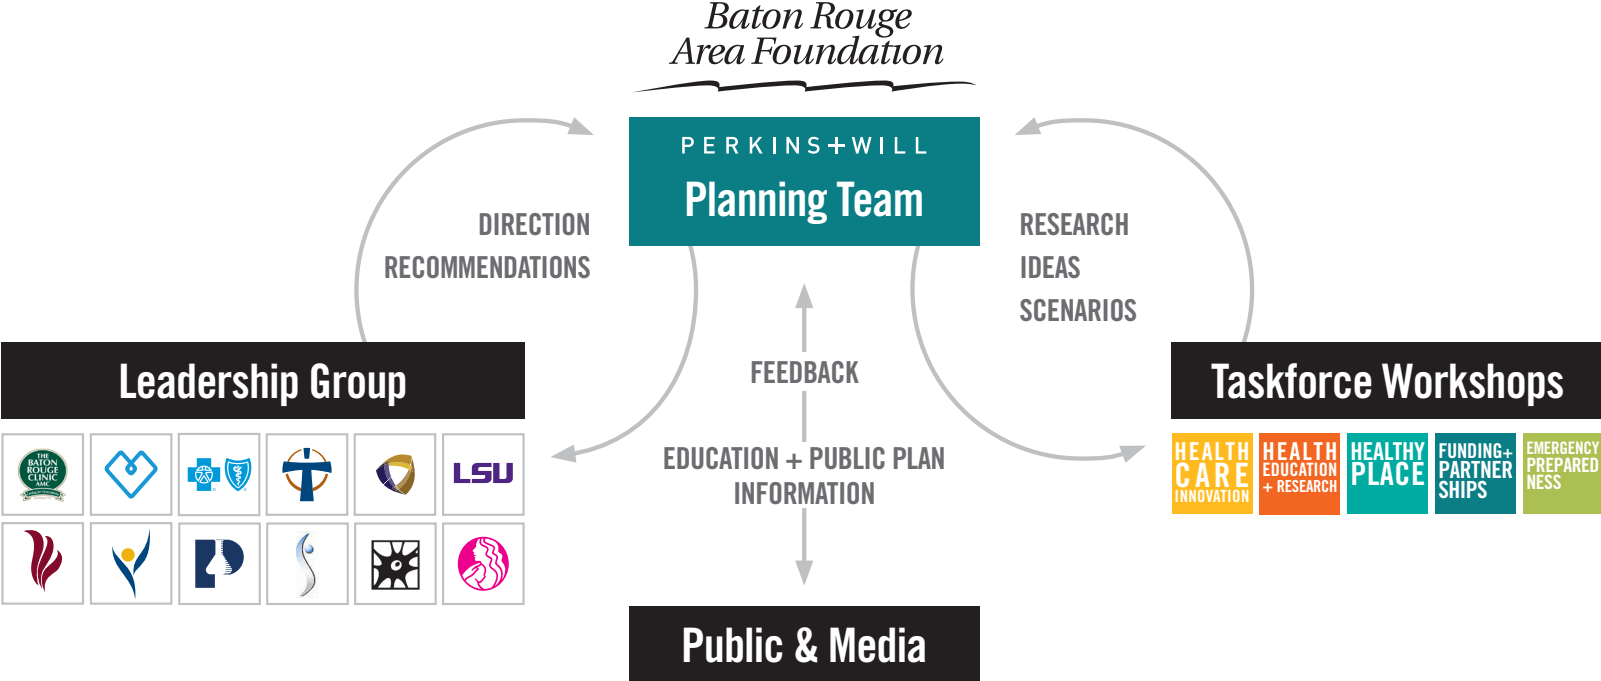 Baton Rouge
Area Foundation
PERKINS+WILL
Planning Team
DIRECTION
RECOMMENDATIONS
RESEARCH
IDEAS
SCENARIOS
FEEDBACK
EDUCATION + PUBLIC PLAN
INFORMATION
Leadership Group
THE
BATON
ROUGE
CLINIC
AMC
LSU
P
Taskforce Workshops
HEALTH
CARE
INNOVATION
HEALTH
EDUCATION
+ RESEARCH
HEALTHY
PLACE
FUNDING+
PARTNER
SHIPS
EMERGENCY
PREPARED
NESS
Public & Media